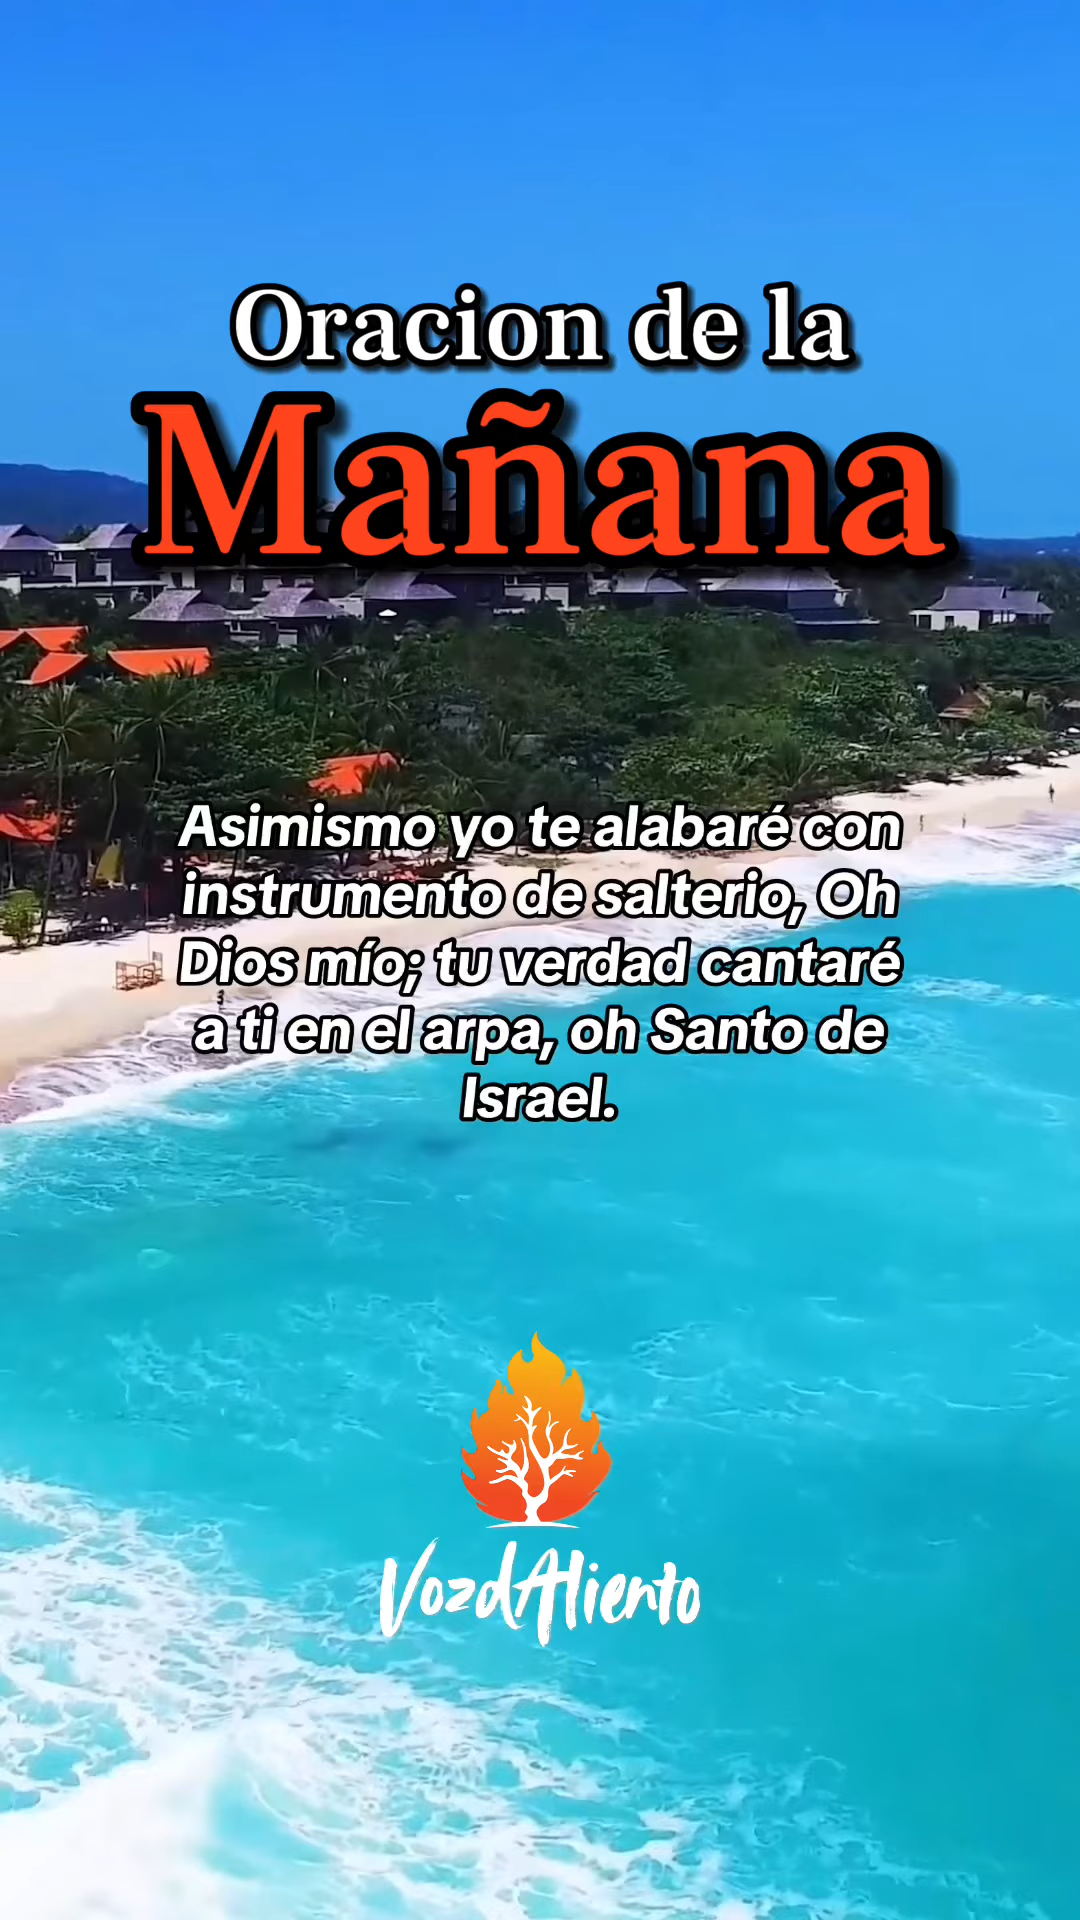 Oracion de la
Mañana
Asimismo yo te alabaré con
instrumento de salterio, Oh
Dios mío; tu verdad cantaré
a ti en el arpa, oh Santo de
Israel.
VozdAliento